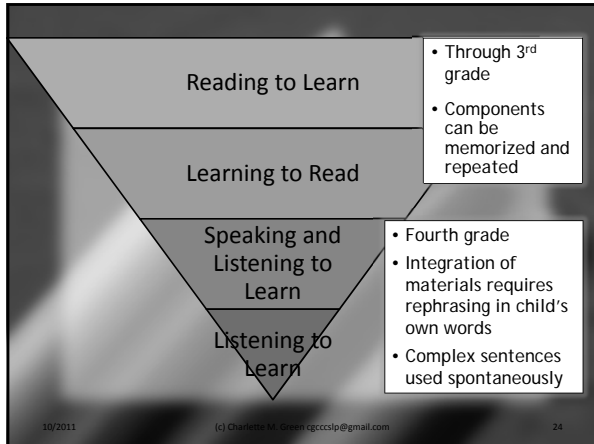 Reading to Learn
Learning to Read
Speaking and
Listening to
Learn
Listening to
Learn
• Through 3rd
grade
• Components
can be
memorized and
repeated
• Fourth grade
• Integration of
materials requires
rephrasing in child's
own words
• Complex sentences
used spontaneously
10/2011
(c) Charlette M. Green cgcccslp@gmail.com
24